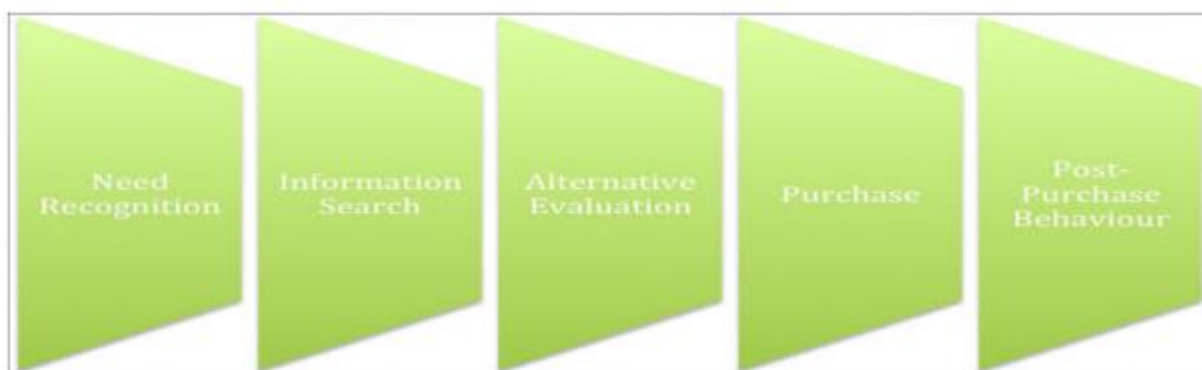 Need
Recognition
Information
Search
Alternative
Evaluation
Purchase
Post-
Purchase
Behaviour